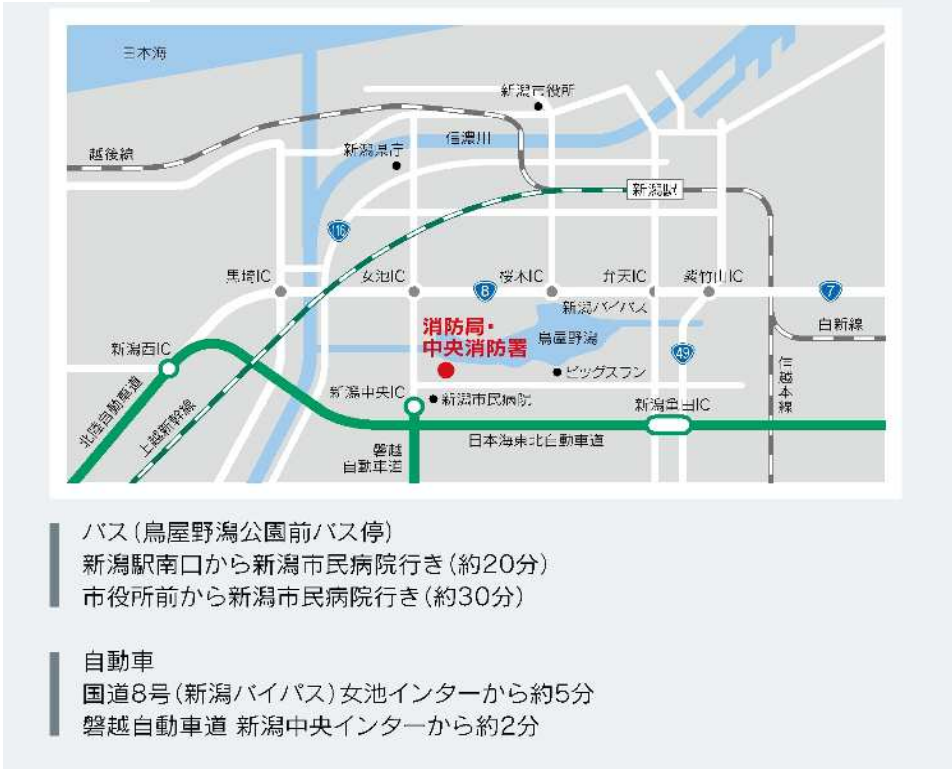 日本海
新潟市役所
信濃川
越後線
新潟県庁
新潟駅
116
黒埼IC
女池IC
8
桜木IC
弁天IC
紫竹山IC
7
新潟バイパス
消防局・
中央消防署
鳥屋野潟
白新線
49
新潟西IC
ビッグスワン
信越本線
北陸自動車道
上越新幹線
新潟中央IC
新潟市民病院
新潟亀田IC
磐越
自動車道
日本海東北自動車道
バス（鳥屋野潟公園前バス停）
新潟駅南口から新潟市民病院行き（約20分）
市役所前から新潟市民病院行き（約30分）
自動車
国道8号（新潟バイパス）女池インターから約5分
磐越自動車道 新潟中央インターから約2分